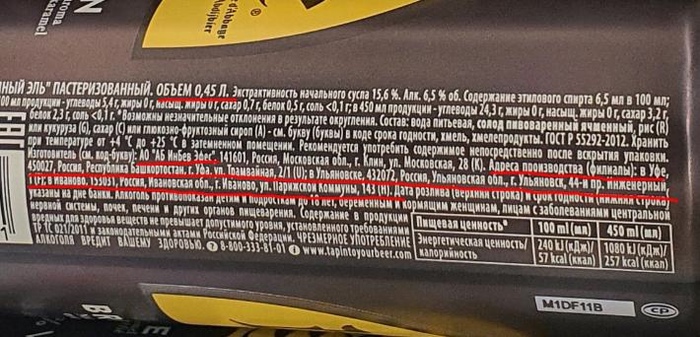 N
aroma
Caramel
d'Abbaye
Abdijbier
НЫЙ ЭЛЬ" ПАСТЕРИЗОВАННЫЙ. ОБЪЕМ 0,45 Л. Экстрактивность начального сусла 15,6 %. Алк. 6,5 % об. Содержание этилового спирта 6,5 мл в 100 мл;
00 мл продукции - углеводы 5,4 г, жиры 0 г, насыщ. жиры 0 г, сахар 0,7 г, белок 0,5 г, соль <0,1 г; в 450 мл продукции - углеводы 24,3 г, жиры 0 г, насыщ. жиры 0 г, сахар 3,2 г,
белок 2,3 г, соль <0,1 г. *Возможны незначительные отклонения в результате округления. Состав: вода питьевая, солод пивоваренный ячменный, рис (R)
или кукуруза (G), сахар (C) или глюкозно-фруктозный сироп (A) - см. букву (буквы) в коде срока годности, хмель, хмелепродукты. ГОСТ Р 55292-2012. Хранить
при температуре от +4 °C до +25 °C в затемненном помещении. Рекомендуется употребить содержимое непосредственно после вскрытия упаковки.
Изготовитель (см. код-букву): АО "АБ ИнБев Эфес", 141601, Россия, Московская обл., г. Клин, ул. Московская, 28 (К). Адреса производства (филиалы): в Уфе,
450027, Россия, Республика Башкортостан, г. Уфа, ул. Трамвайная, 2/1 (U); в Ульяновске, 432072, Россия, Ульяновская обл., г. Ульяновск, 44-й пр. инженерный,
в Иваново, 153051, Россия, Ивановская обл., г. Иваново, ул. Парижской Коммуны, 143 (H). Дата розлива (верхняя строка) и срок годности (нижняя строка)
указаны на дне банки. Алкоголь противопоказан детям и подросткам до 18 лет, беременным и кормящим женщинам, лицам с заболеваниями центральной
нервной системы, почек, печени и других органов пищеварения. Содержание в продукции
вредных для здоровья веществ не превышает допустимого уровня, установленного требованиями
ТР ТС 021/2011 и законодательными актами Российской Федерации. ЧРЕЗМЕРНОЕ УПОТРЕБЛЕНИЕ
АЛКОГОЛЯ ВРЕДИТ ВАШЕМУ ЗДОРОВЬЮ. 8-800-333-81-01 www.tapintoyourbeer.com
Пищевая ценность* 100 мл (ml) 450 мл (ml)
Энергетическая ценность/ 240 kJ (кДж)/ 1080 kJ (кДж)/
калорийность 57 kcal (ккал) 257 kcal (ккал)
EAC
M1DF11B
CP